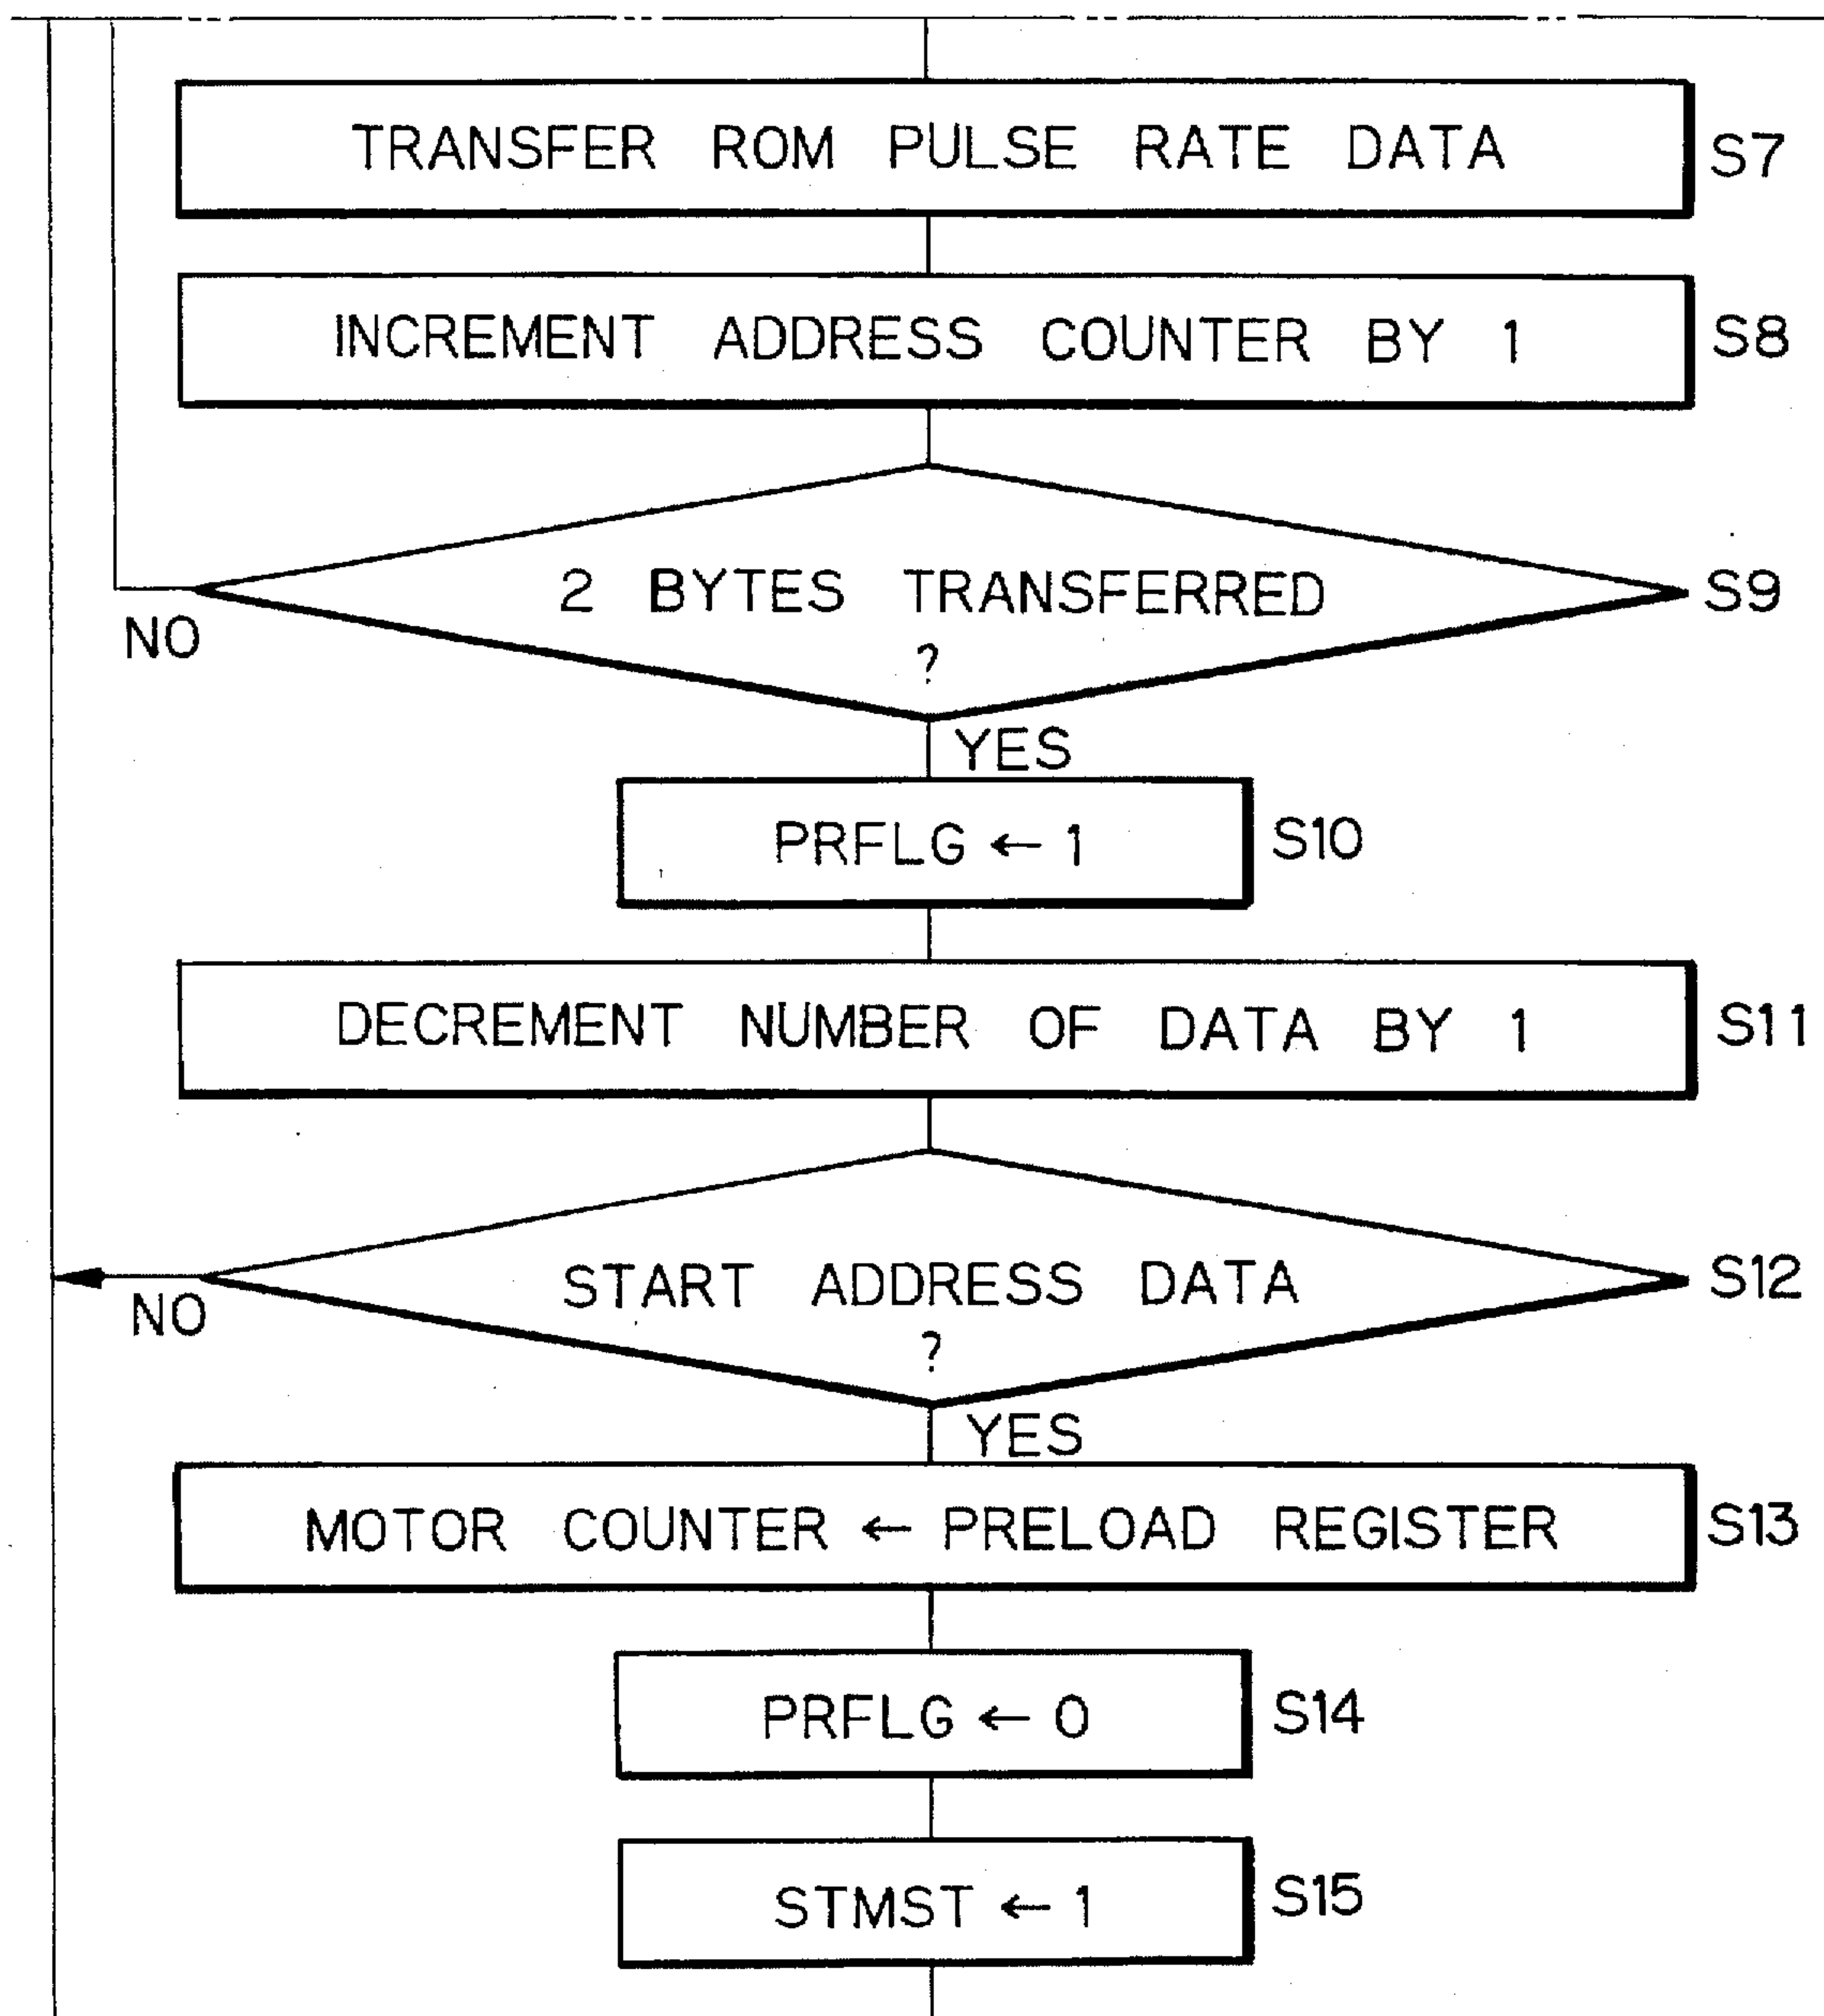 TRANSFER ROM PULSE RATE DATA S7
INCREMENT ADDRESS COUNTER BY 1 S8
2 BYTES TRANSFERRED S9
?
NO
YES
PRFLG ← 1 S10
DECREMENT NUMBER OF DATA BY 1 S11
START ADDRESS DATA S12
?
NO
YES
MOTOR COUNTER ← PRELOAD REGISTER S13
PRFLG ← 0 S14
STMST ← 1 S15